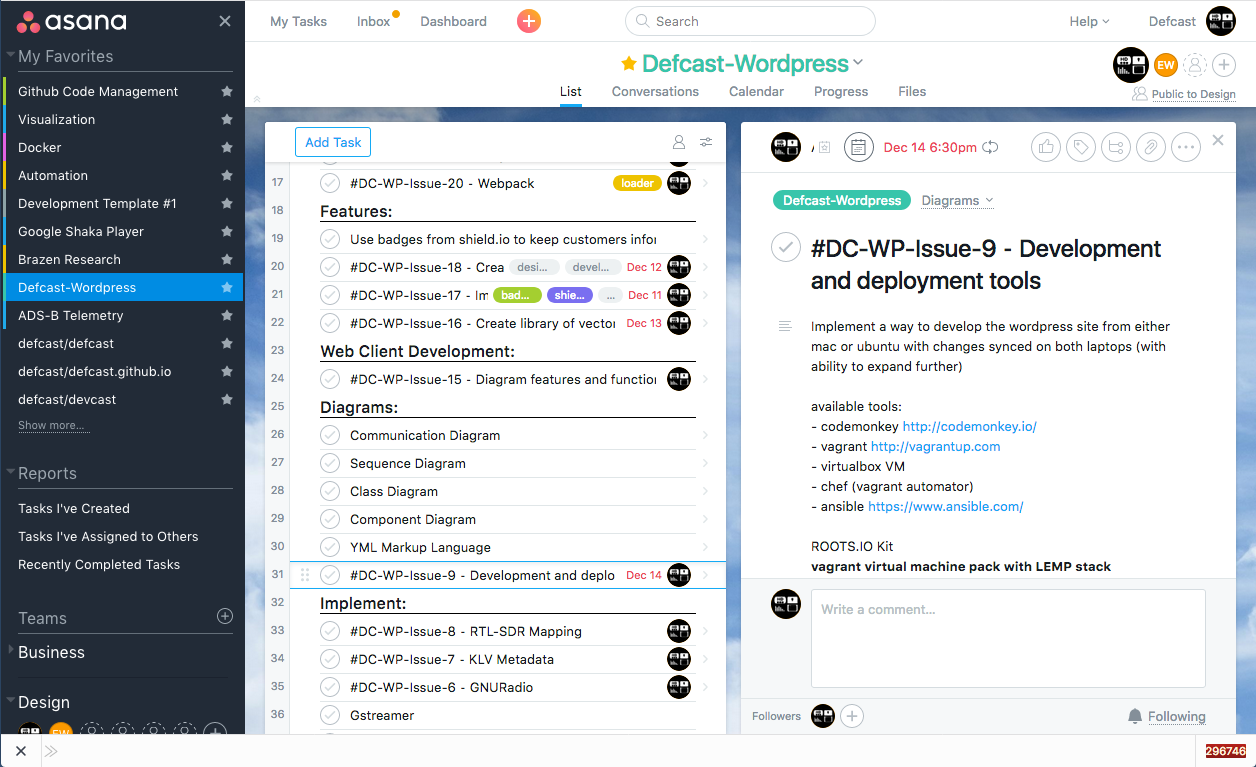 asana
My Favorites
Github Code Management
Visualization
Docker
Automation
Development Template #1
Google Shaka Player
Brazen Research
Defcast-Wordpress
ADS-B Telemetry
defcast/defcast
defcast/defcast.github.io
defcast/devcast
Show more...
Reports
Tasks I've Created
Tasks I've Assigned to Others
Recently Completed Tasks
Teams
Business
Design
EW
My Tasks Inbox Dashboard
Search
Help Defcast
Defcast-Wordpress
EW
List Conversations Calendar Progress Files
Public to Design
Add Task
17 #DC-WP-Issue-20 - Webpack loader
18 Features:
19 Use badges from shield.io to keep customers infor
20 #DC-WP-Issue-18 - Crea desi... devel... Dec 12
21 #DC-WP-Issue-17 - Im bad... shie... ... Dec 11
22 #DC-WP-Issue-16 - Create library of vector Dec 13
23 Web Client Development:
24 #DC-WP-Issue-15 - Diagram features and function
25 Diagrams:
26 Communication Diagram
27 Sequence Diagram
28 Class Diagram
29 Component Diagram
30 YML Markup Language
31 #DC-WP-Issue-9 - Development and deplo Dec 14
32 Implement:
33 #DC-WP-Issue-8 - RTL-SDR Mapping
34 #DC-WP-Issue-7 - KLV Metadata
35 #DC-WP-Issue-6 - GNURadio
36 Gstreamer
Dec 14 6:30pm
Defcast-Wordpress Diagrams
#DC-WP-Issue-9 - Development
and deployment tools
Implement a way to develop the wordpress site from either
mac or ubuntu with changes synced on both laptops (with
ability to expand further)
available tools:
- codemonkey http://codemonkey.io/
- vagrant http://vagrantup.com
- virtualbox VM
- chef (vagrant automator)
- ansible https://www.ansible.com/
ROOTS.IO Kit
vagrant virtual machine pack with LEMP stack
Write a comment...
Followers
Following
296746